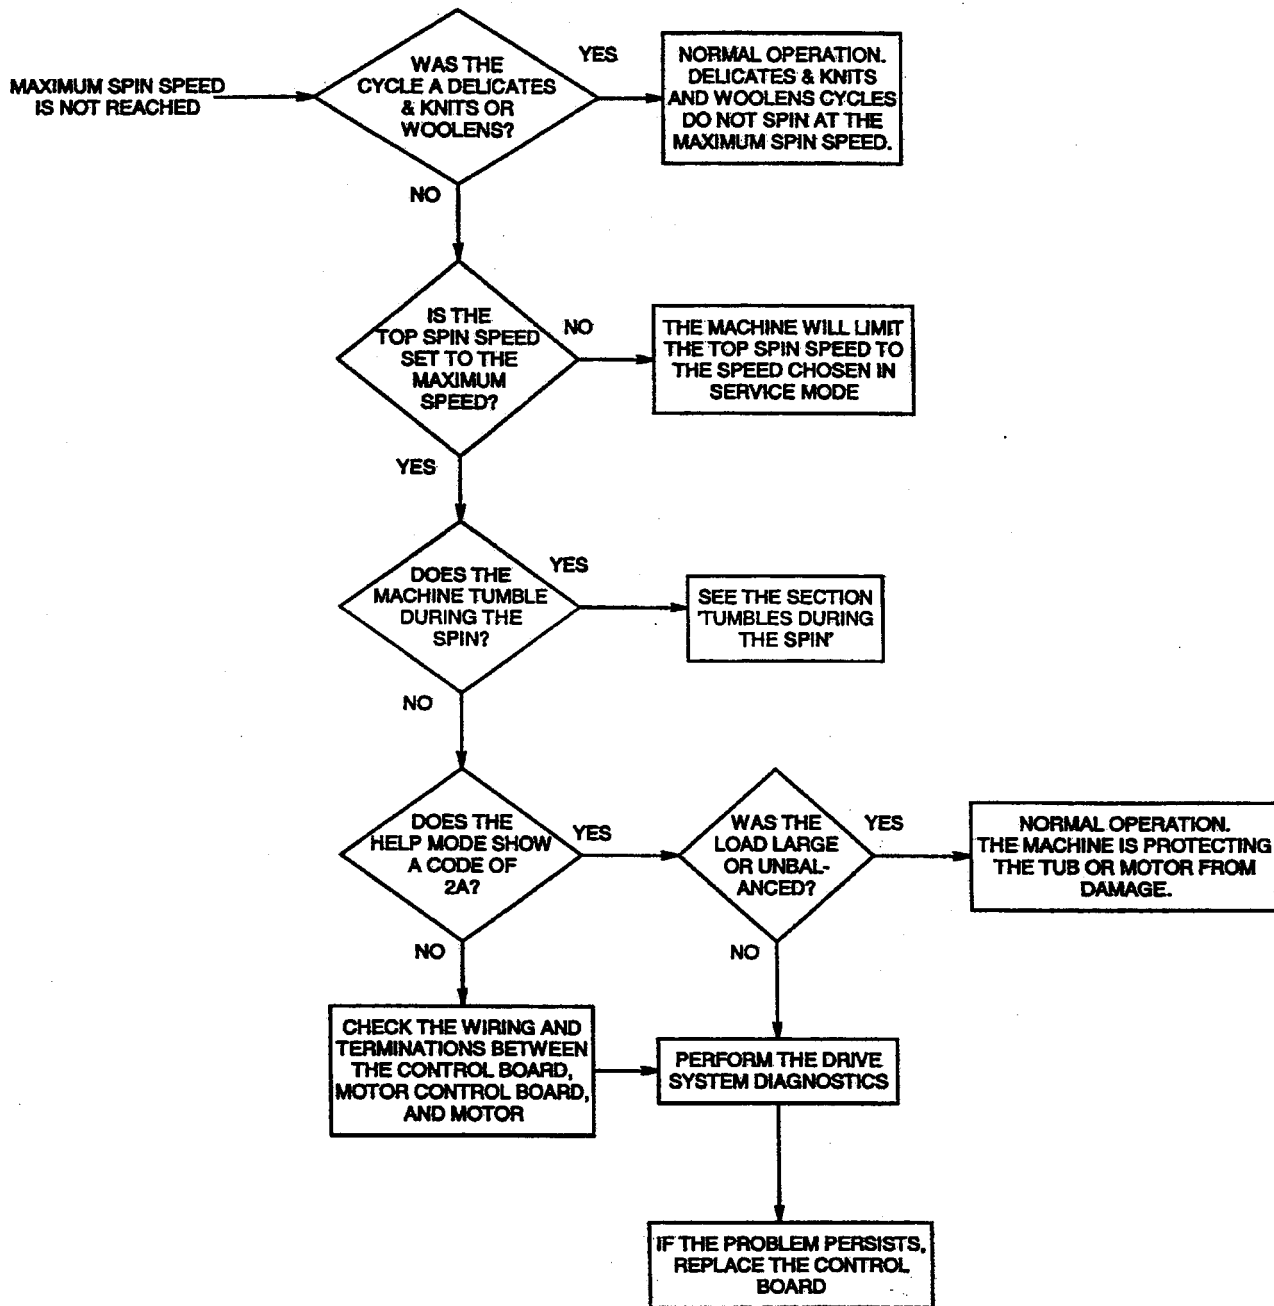 MAXIMUM SPIN SPEED
IS NOT REACHED
WAS THE
CYCLE A DELICATES
& KNITS OR
WOOLENS?
YES
NORMAL OPERATION.
DELICATES & KNITS
AND WOOLENS CYCLES
DO NOT SPIN AT THE
MAXIMUM SPIN SPEED.
NO
IS THE
TOP SPIN SPEED
SET TO THE
MAXIMUM
SPEED?
NO
THE MACHINE WILL LIMIT
THE TOP SPIN SPEED TO
THE SPEED CHOSEN IN
SERVICE MODE
YES
DOES THE
MACHINE TUMBLE
DURING THE
SPIN?
YES
SEE THE SECTION
'TUMBLES DURING
THE SPIN'
NO
DOES THE
HELP MODE SHOW
A CODE OF
2A?
YES
WAS THE
LOAD LARGE
OR UNBAL-
ANCED?
YES
NORMAL OPERATION.
THE MACHINE IS PROTECTING
THE TUB OR MOTOR FROM
DAMAGE.
NO
NO
CHECK THE WIRING AND
TERMINATIONS BETWEEN
THE CONTROL BOARD,
MOTOR CONTROL BOARD,
AND MOTOR
PERFORM THE DRIVE
SYSTEM DIAGNOSTICS
IF THE PROBLEM PERSISTS,
REPLACE THE CONTROL
BOARD